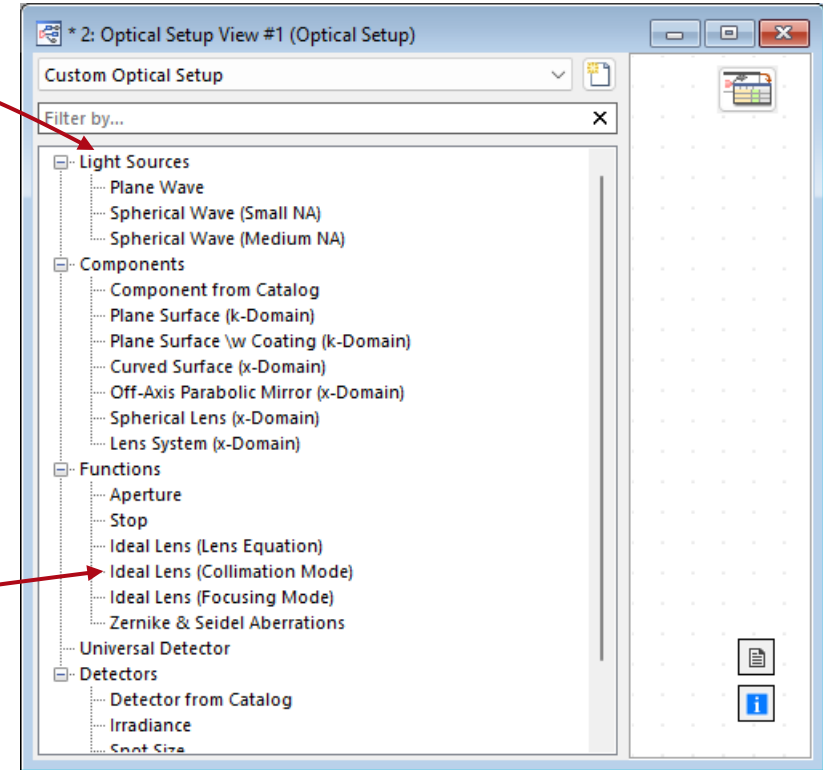 * 2: Optical Setup View #1 (Optical Setup)
Custom Optical Setup
Filter by...
Light Sources
Plane Wave
Spherical Wave (Small NA)
Spherical Wave (Medium NA)
Components
Component from Catalog
Plane Surface (k-Domain)
Plane Surface \w Coating (k-Domain)
Curved Surface (x-Domain)
Off-Axis Parabolic Mirror (x-Domain)
Spherical Lens (x-Domain)
Lens System (x-Domain)
Functions
Aperture
Stop
Ideal Lens (Lens Equation)
Ideal Lens (Collimation Mode)
Ideal Lens (Focusing Mode)
Zernike & Seidel Aberrations
Universal Detector
Detectors
Detector from Catalog
Irradiance
Spot Size